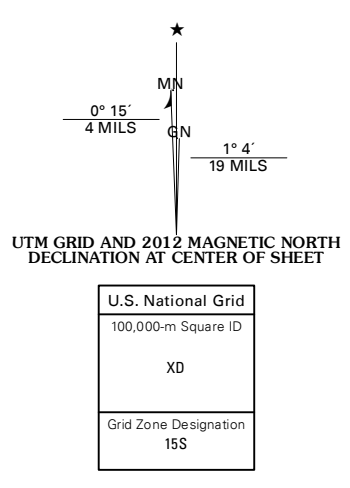 ★
MN
0° 15´
4 MILS
GN
1° 4´
19 MILS
UTM GRID AND 2012 MAGNETIC NORTH
DECLINATION AT CENTER OF SHEET
U.S. National Grid
100,000-m Square ID
XD
Grid Zone Designation
15S